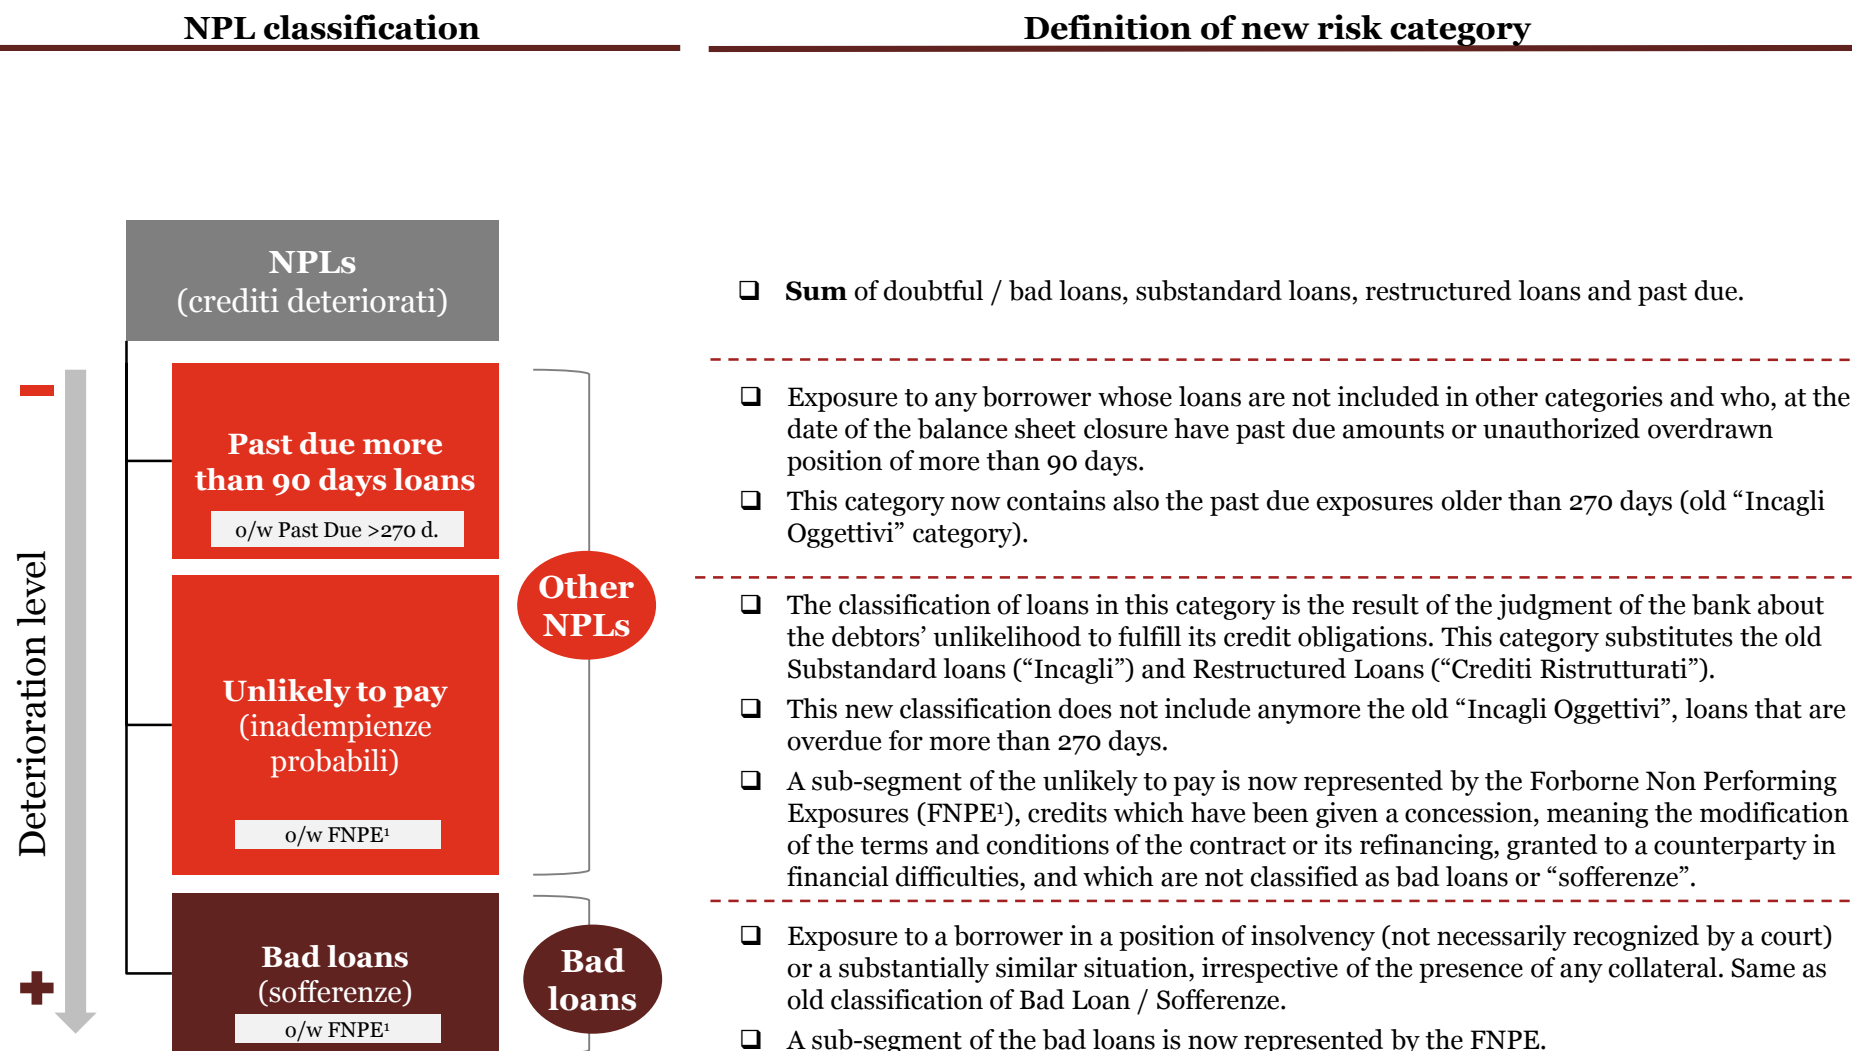 NPL classification
Definition of new risk category
NPLs
(crediti deteriorati)
❑ Sum of doubtful / bad loans, substandard loans, restructured loans and past due.
Deterioration level
Past due more
than 90 days loans
o/w Past Due >270 d.
❑ Exposure to any borrower whose loans are not included in other categories and who, at the
date of the balance sheet closure have past due amounts or unauthorized overdrawn
position of more than 90 days.
❑ This category now contains also the past due exposures older than 270 days (old “Incagli
Oggettivi” category).
Other
NPLs
Unlikely to pay
(inadempienze
probabili)
o/w FNPE¹
❑ The classification of loans in this category is the result of the judgment of the bank about
the debtors’ unlikelihood to fulfill its credit obligations. This category substitutes the old
Substandard loans (“Incagli”) and Restructured Loans (“Crediti Ristrutturati”).
❑ This new classification does not include anymore the old “Incagli Oggettivi”, loans that are
overdue for more than 270 days.
❑ A sub-segment of the unlikely to pay is now represented by the Forborne Non Performing
Exposures (FNPE¹), credits which have been given a concession, meaning the modification
of the terms and conditions of the contract or its refinancing, granted to a counterparty in
financial difficulties, and which are not classified as bad loans or “sofferenze”.
Bad loans
(sofferenze)
o/w FNPE¹
Bad
loans
❑ Exposure to a borrower in a position of insolvency (not necessarily recognized by a court)
or a substantially similar situation, irrespective of the presence of any collateral. Same as
old classification of Bad Loan / Sofferenze.
❑ A sub-segment of the bad loans is now represented by the FNPE.